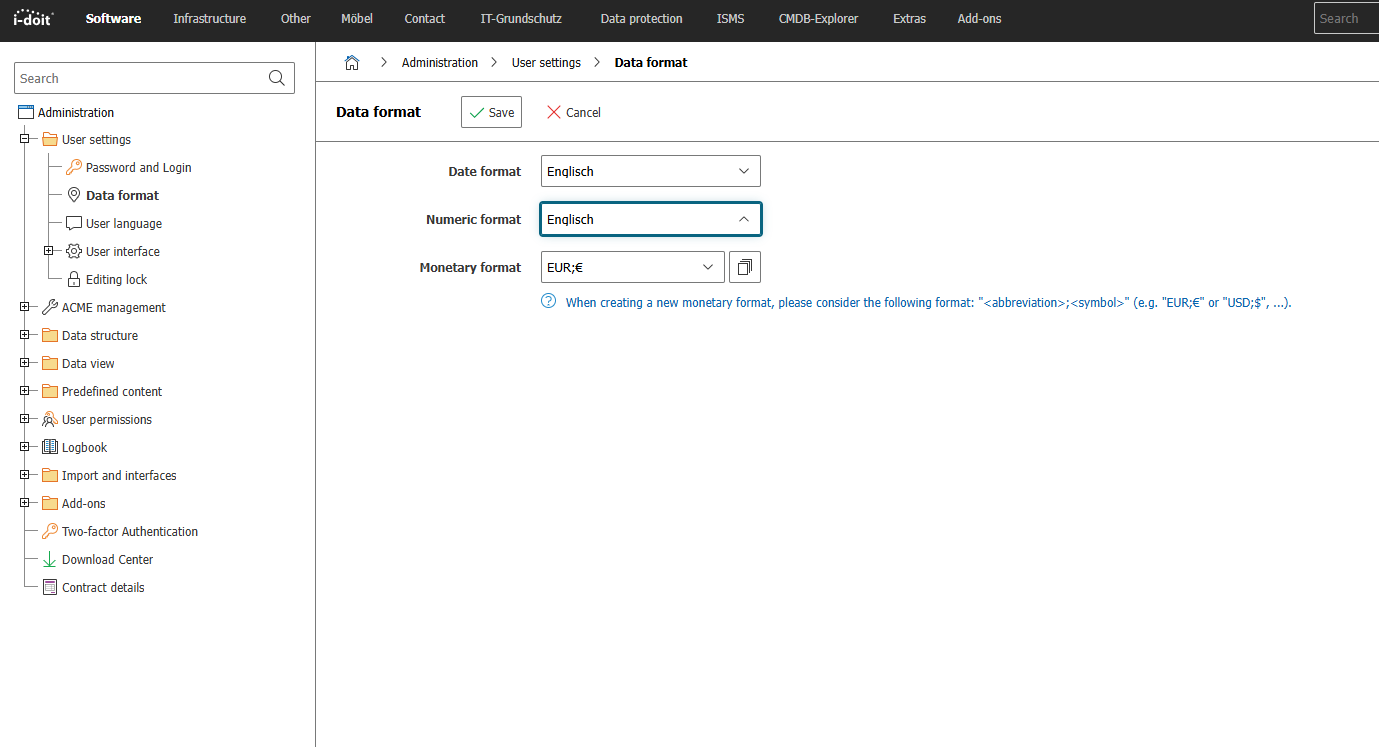 i-doit Software Infrastructure Other Möbel Contact IT-Grundschutz Data protection ISMS CMDB-Explorer Extras Add-ons Search
Search
Administration
User settings
Password and Login
Data format
User language
User interface
Editing lock
ACME management
Data structure
Data view
Predefined content
User permissions
Logbook
Import and interfaces
Add-ons
Two-factor Authentication
Download Center
Contract details
Administration User settings Data format
Data format Save Cancel
Date format Englisch
Numeric format Englisch
Monetary format EUR;€
When creating a new monetary format, please consider the following format: "<abbreviation>;<symbol>" (e.g. "EUR;€" or "USD;$", ...).